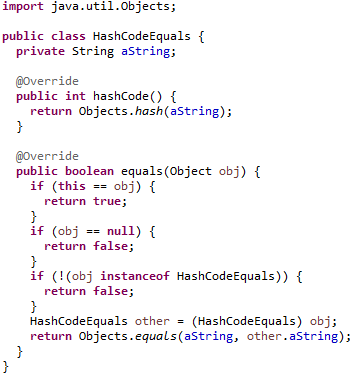 import java.util.Objects;
public class HashCodeEquals {
private String aString;
@Override
public int hashCode() {
return Objects.hash(aString);
}
@Override
public boolean equals(Object obj) {
if (this == obj) {
return true;
}
if (obj == null) {
return false;
}
if (!(obj instanceof HashCodeEquals)) {
return false;
}
HashCodeEquals other = (HashCodeEquals) obj;
return Objects.equals(aString, other.aString);
}
}